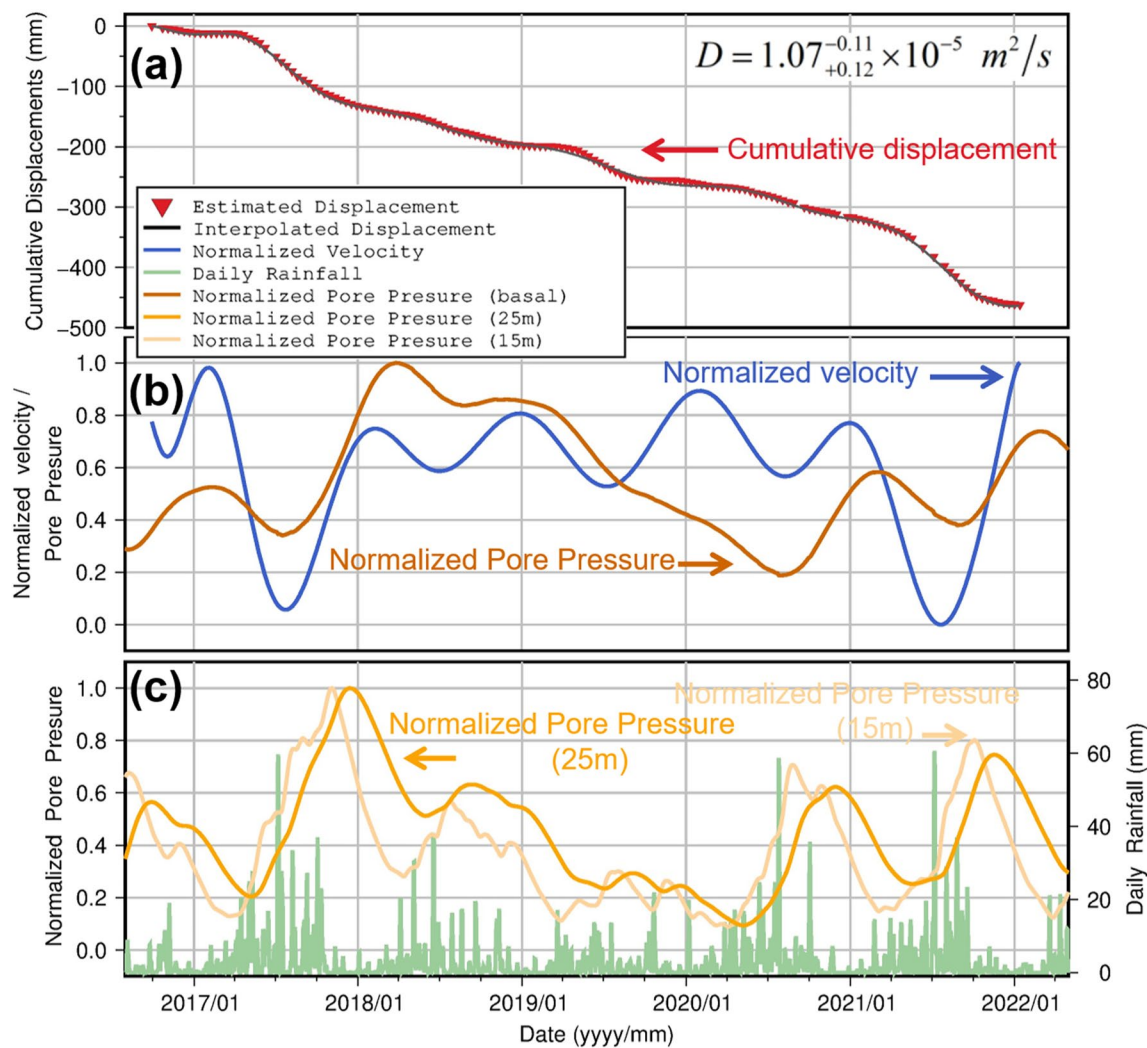 (a)
D = 1.07 -0.11 +0.12 ×10-5 m2/s
Cumulative Displacements (mm)
0
−100
−200
−300
−400
−500
Cumulative displacement
Estimated Displacement
Interpolated Displacement
Normalized Velocity
Daily Rainfall
Normalized Pore Presure (basal)
Normalized Pore Presure (25m)
Normalized Pore Presure (15m)
(b)
Normalized velocity /
Pore Presure
1.0
0.8
0.6
0.4
0.2
0.0
Normalized velocity
Normalized Pore Pressure
(c)
Normalized Pore Presure
1.0
0.8
0.6
0.4
0.2
0.0
Normalized Pore Pressure
(25m)
Normalized Pore Pressure
(15m)
80
60
40
20
0
Daily Rainfall (mm)
2017/01
2018/01
2019/01
2020/01
2021/01
2022/01
Date (yyyy/mm)